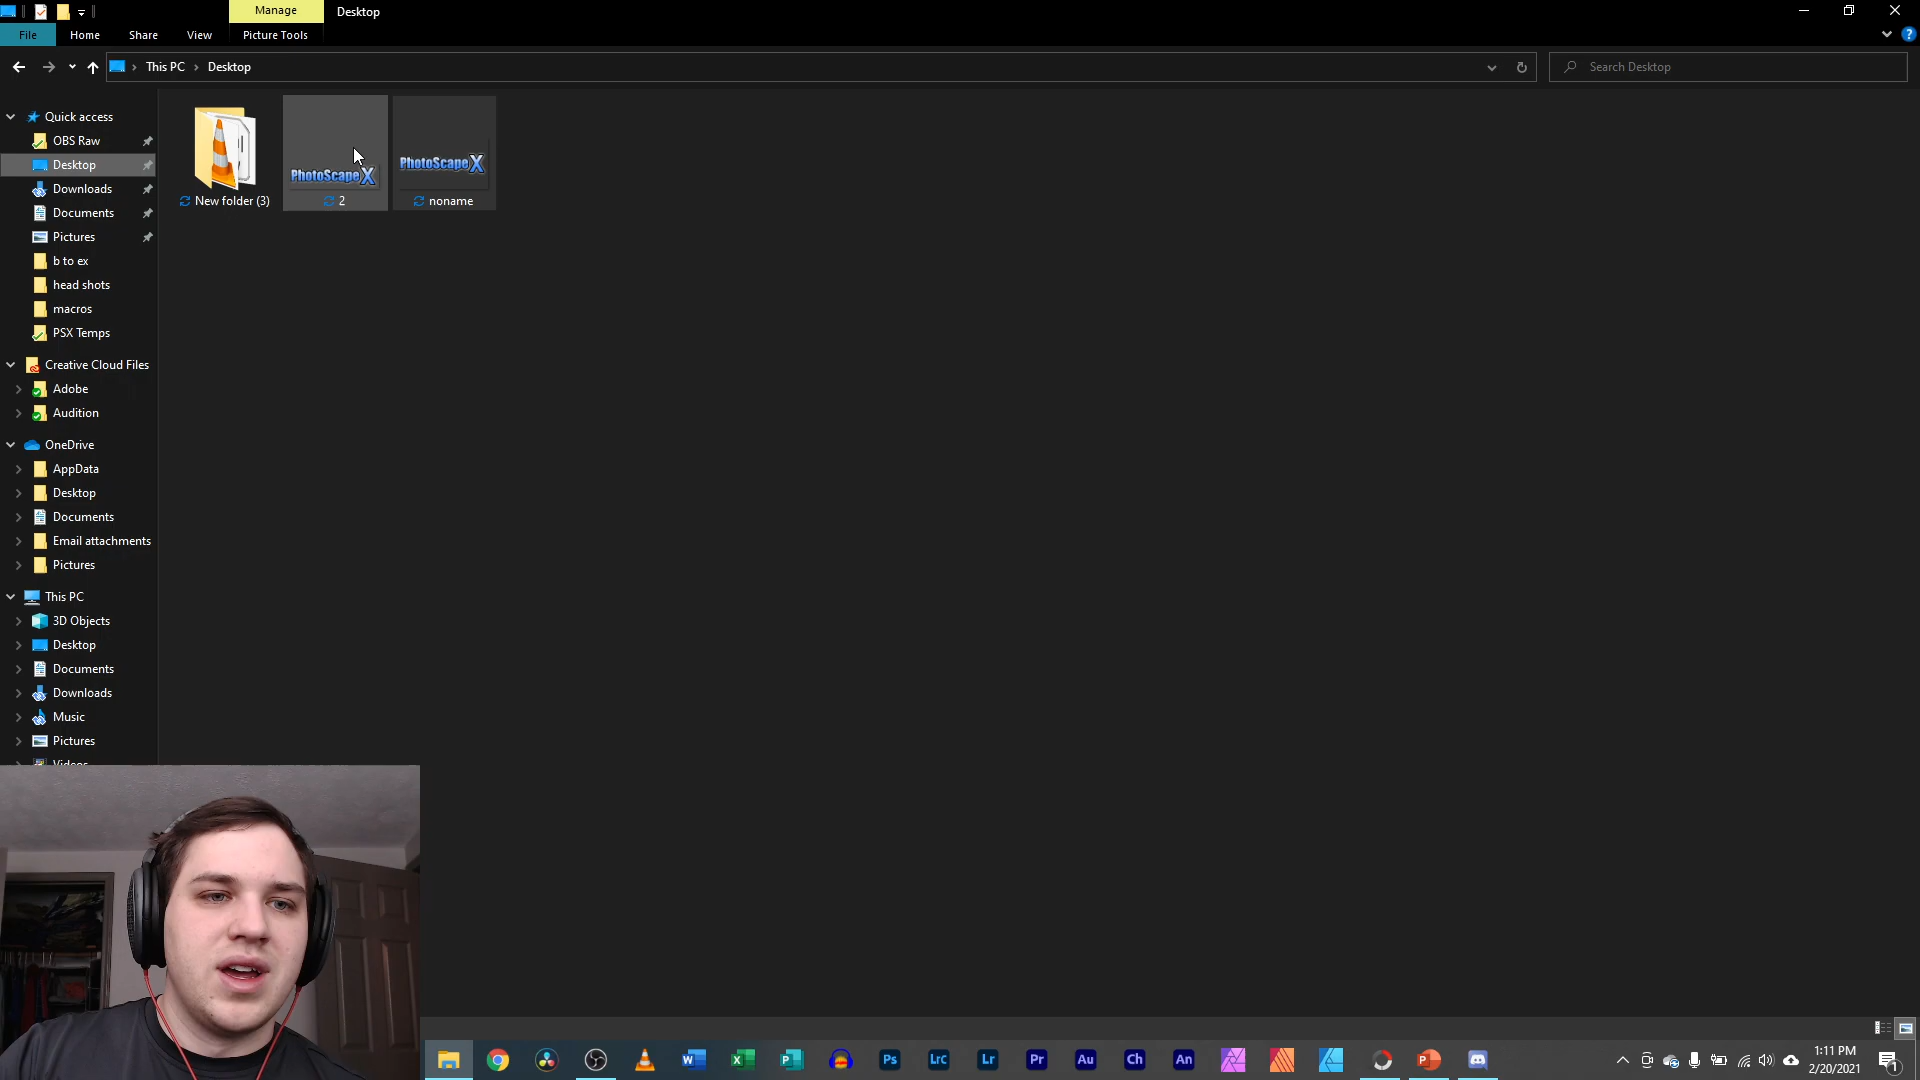 Manage
Desktop
File
Home
Share
View
Picture Tools
This PC
Desktop
Search Desktop
Quick access
OBS Raw
Desktop
Downloads
Documents
Pictures
b to ex
head shots
macros
PSX Temps
Creative Cloud Files
Adobe
Audition
OneDrive
AppData
Desktop
Documents
Email attachments
Pictures
This PC
3D Objects
Desktop
Documents
Downloads
Music
Pictures
Videos
New folder (3)
PhotoScape X
2
PhotoScape X
noname
Ps
LrC
Lr
Pr
Au
Ch
An
1:11 PM
2/20/2021
1